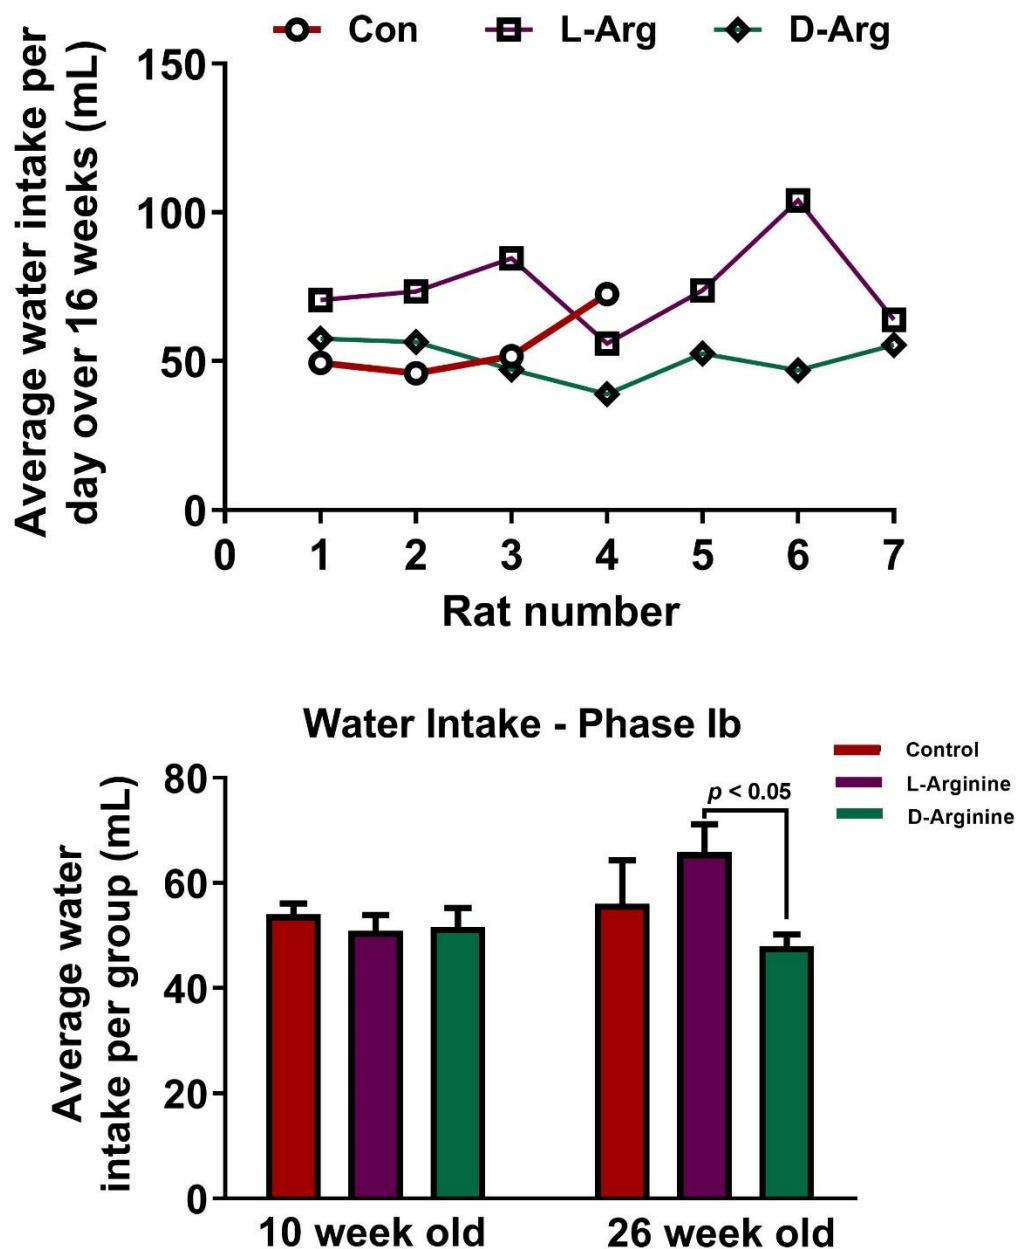 Con L-Arg D-Arg
Average water intake per
day over 16 weeks (mL)
150
100
50
0
0 1 2 3 4 5 6 7
Rat number
Water Intake - Phase Ib
Control
L-Arginine
D-Arginine
p < 0.05
Average water
intake per group (mL)
80
60
40
20
0
10 week old 26 week old